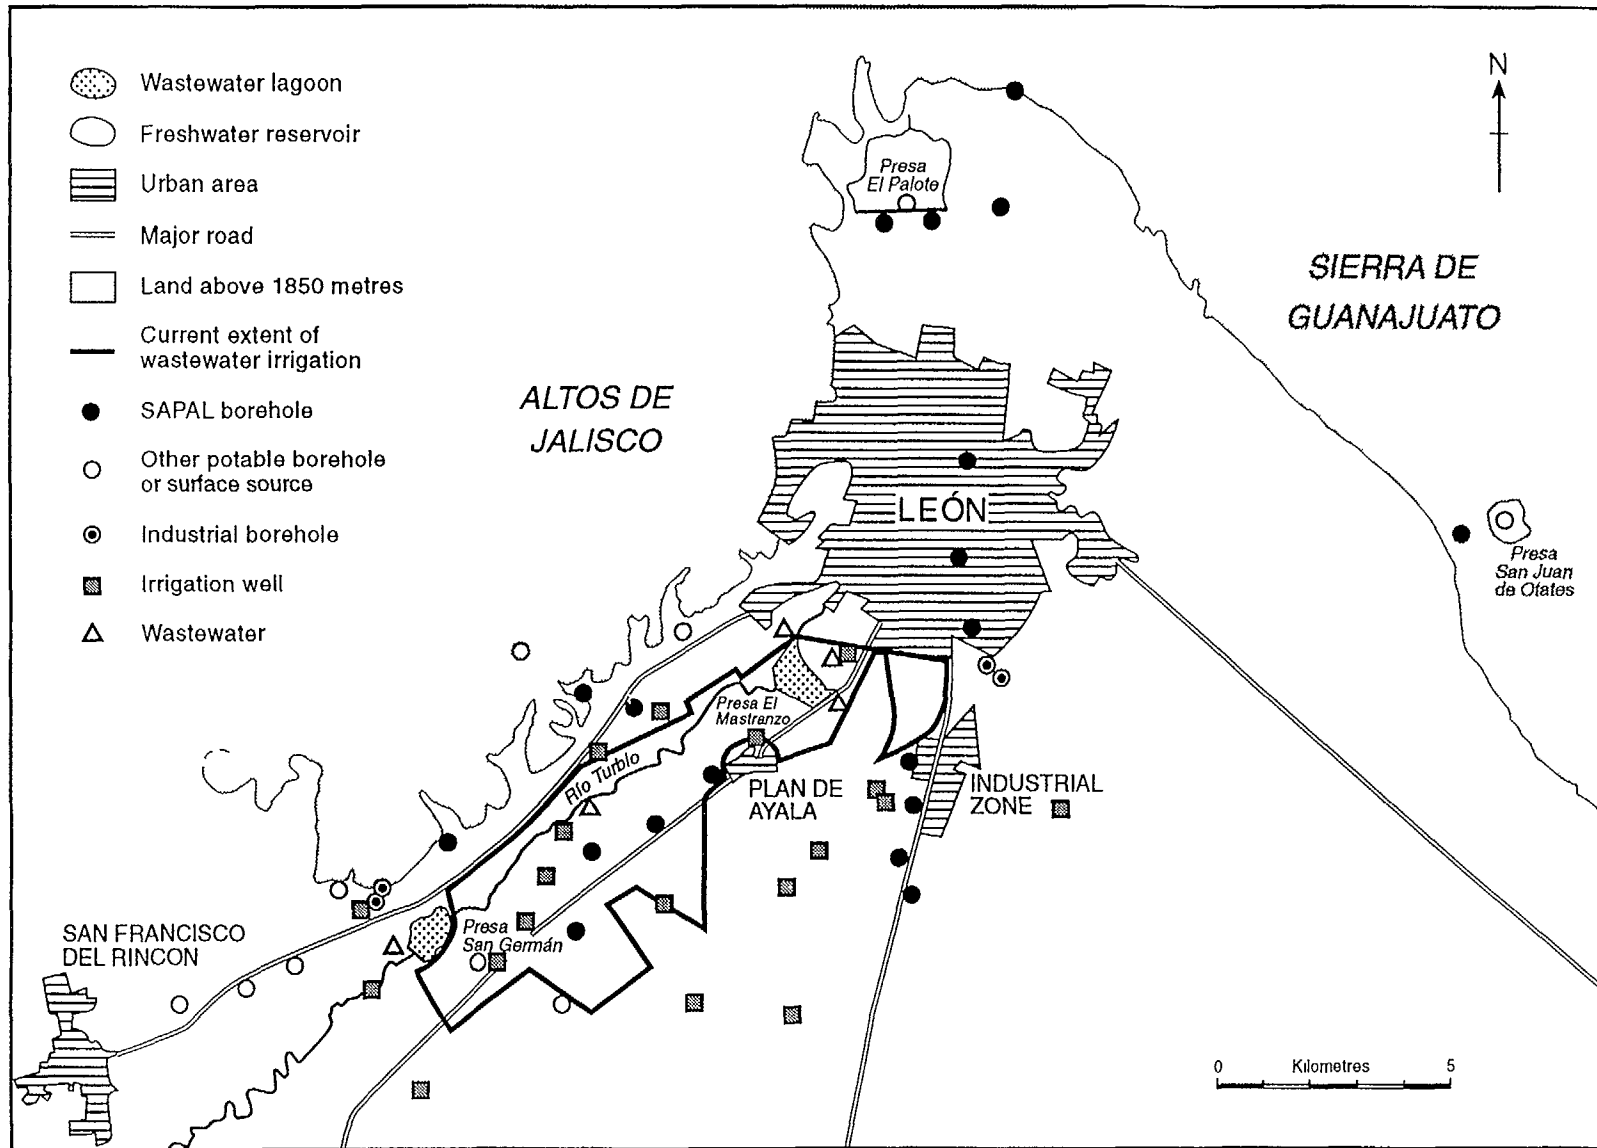 Wastewater lagoon
Freshwater reservoir
Urban area
Major road
Land above 1850 metres
Current extent of
wastewater irrigation
SAPAL borehole
Other potable borehole
or surface source
Industrial borehole
Irrigation well
Wastewater
N
Presa
El Palote
SIERRA DE
GUANAJUATO
ALTOS DE
JALISCO
LEÓN
Presa
San Juan
de Otates
Presa El
Mastranzo
Río Turbio
PLAN DE
AYALA
INDUSTRIAL
ZONE
Presa
San Germán
SAN FRANCISCO
DEL RINCON
0 Kilometres 5